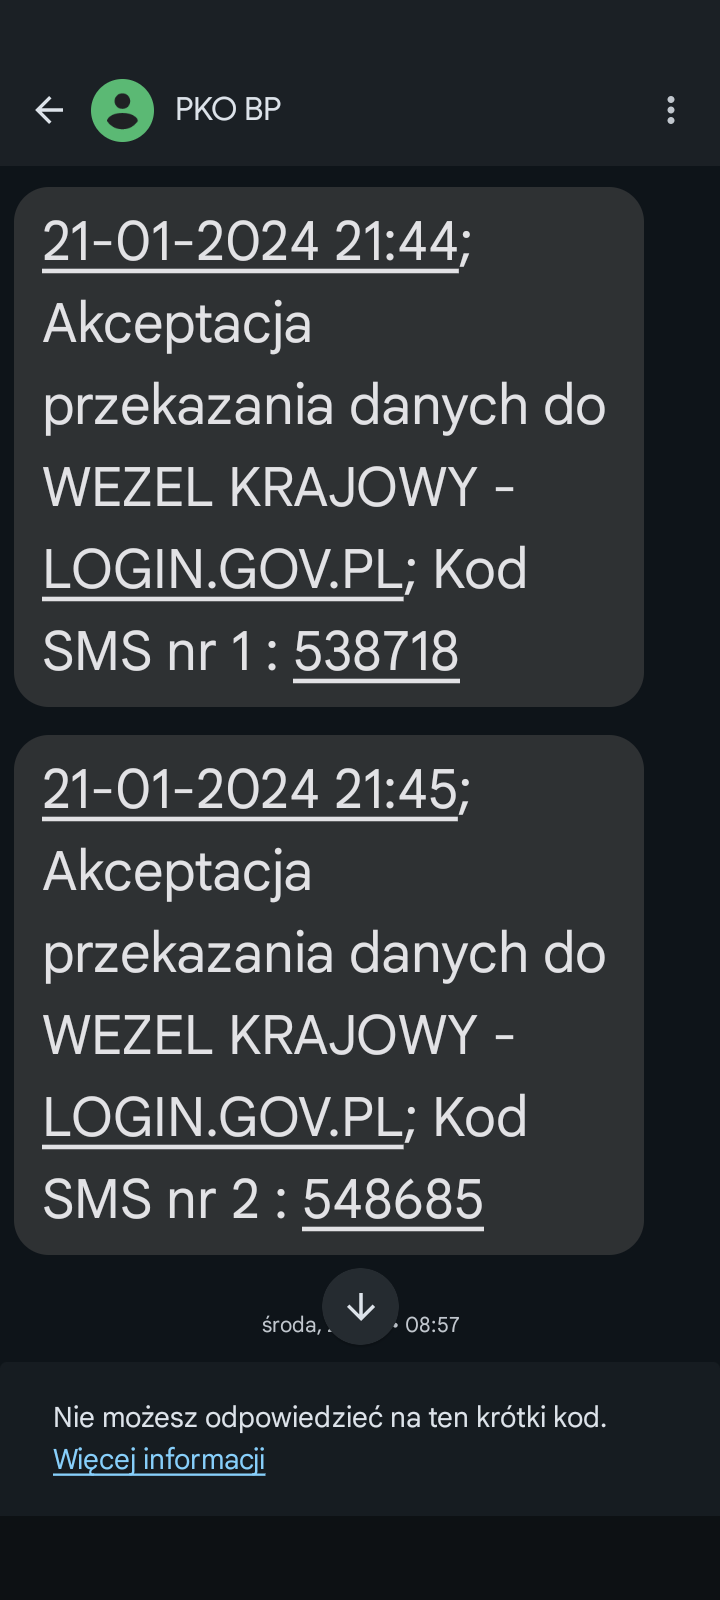 PKO BP
21-01-2024 21:44;
Akceptacja
przekazania danych do
WEZEL KRAJOWY -
LOGIN.GOV.PL; Kod
SMS nr 1 : 538718
21-01-2024 21:45;
Akceptacja
przekazania danych do
WEZEL KRAJOWY -
LOGIN.GOV.PL; Kod
SMS nr 2 : 548685
środa, • 08:57
Nie możesz odpowiedzieć na ten krótki kod.
Więcej informacji